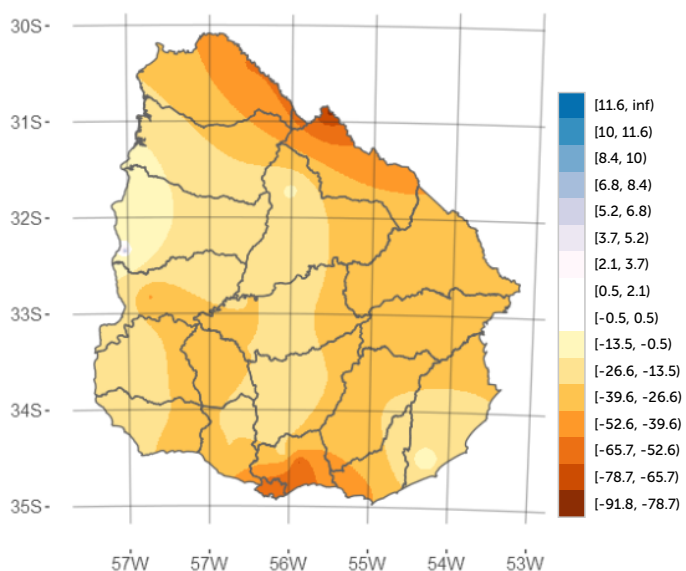 30S-
31S-
32S-
33S-
34S-
35S-
57W
57W
56W
54W
54W
53W
[11.6, inf)
[10, 11.6)
[8.4, 10)
[6.8, 8.4)
[5.2, 6.8)
[3.7, 5.2)
[2.1, 3.7)
[0.5, 2.1)
[-0.5, 0.5)
[-13.5, -0.5)
[-26.6, -13.5)
[-39.6, -26.6)
[-52.6, -39.6)
[-65.7, -52.6)
[-78.7, -65.7)
[-91.8, -78.7)